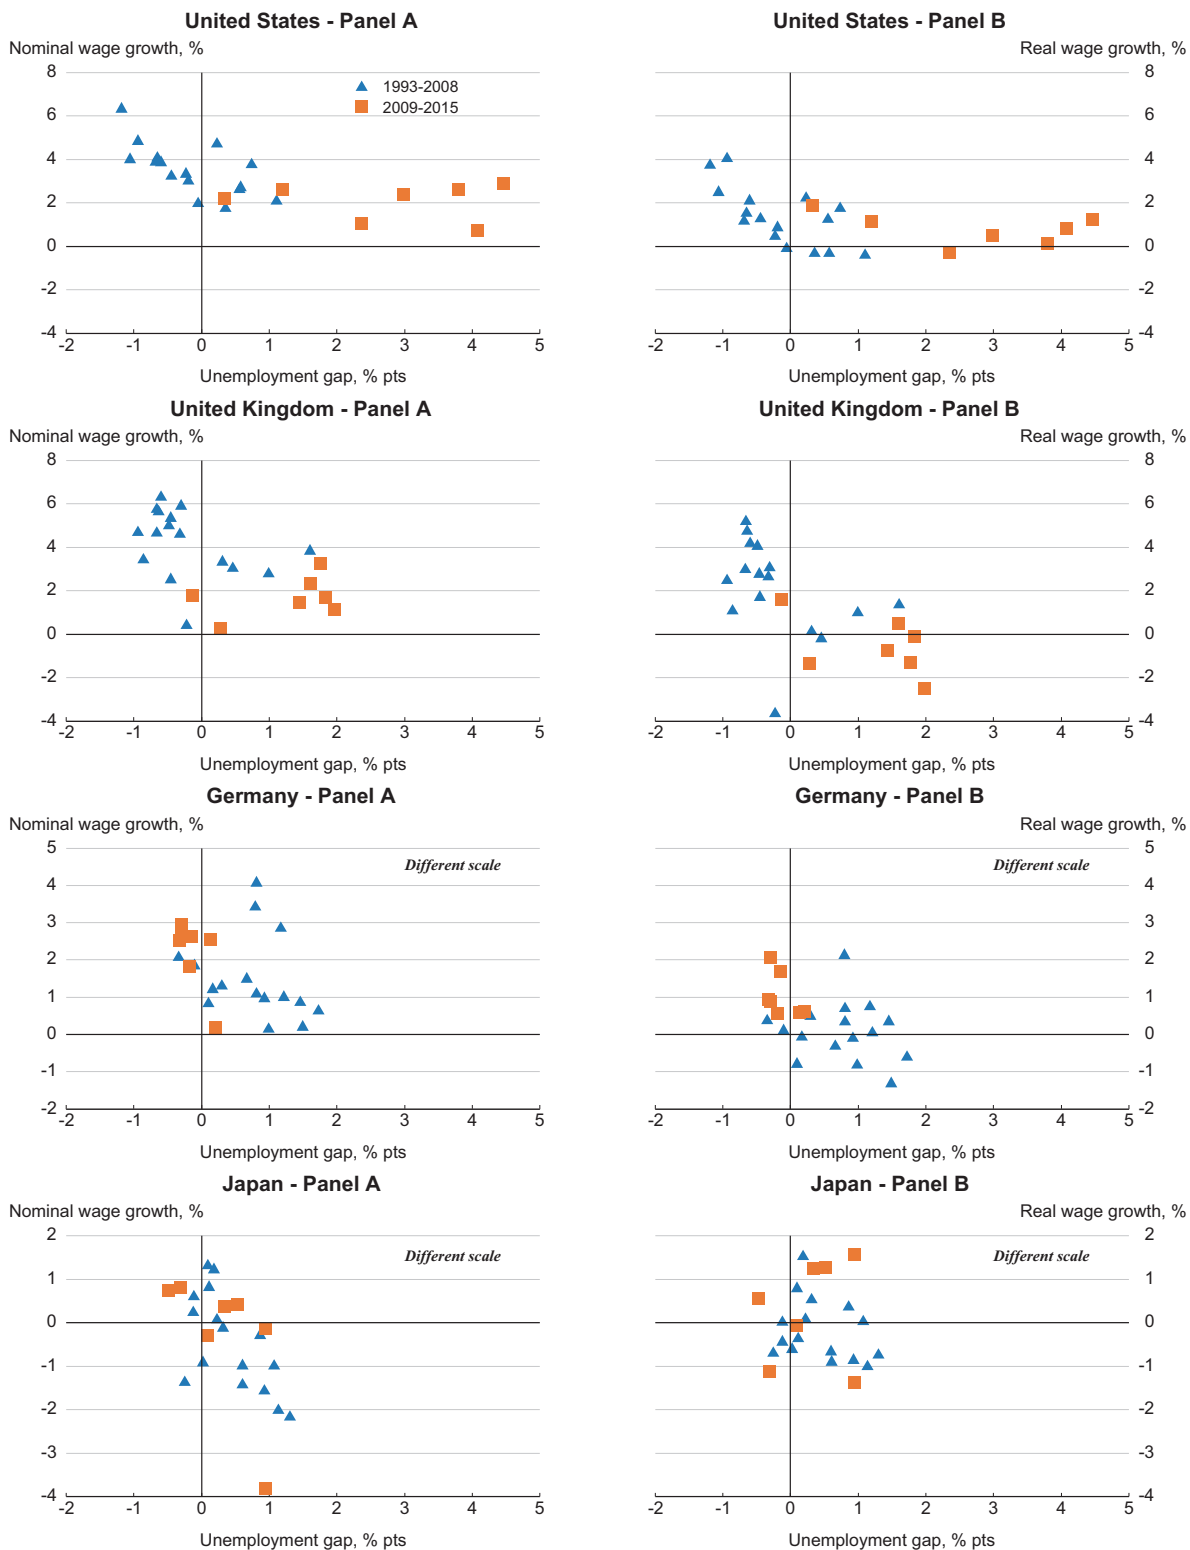 United States - Panel A
Nominal wage growth, %
8
6
4
2
0
-2
-4
1993-2008
2009-2015
-2 -1 0 1 2 3 4 5
Unemployment gap, % pts
United States - Panel B
Real wage growth, %
8
6
4
2
0
-2
-4
-2 -1 0 1 2 3 4 5
Unemployment gap, % pts
United Kingdom - Panel A
Nominal wage growth, %
8
6
4
2
0
-2
-4
-2 -1 0 1 2 3 4 5
Unemployment gap, % pts
United Kingdom - Panel B
Real wage growth, %
8
6
4
2
0
-2
-4
-2 -1 0 1 2 3 4 5
Unemployment gap, % pts
Germany - Panel A
Nominal wage growth, %
Different scale
5
4
3
2
1
0
-1
-2
-2 -1 0 1 2 3 4 5
Unemployment gap, % pts
Germany - Panel B
Real wage growth, %
Different scale
5
4
3
2
1
0
-1
-2
-2 -1 0 1 2 3 4 5
Unemployment gap, % pts
Japan - Panel A
Nominal wage growth, %
Different scale
2
1
0
-1
-2
-3
-4
-2 -1 0 1 2 3 4 5
Unemployment gap, % pts
Japan - Panel B
Real wage growth, %
Different scale
2
1
0
-1
-2
-3
-4
-2 -1 0 1 2 3 4 5
Unemployment gap, % pts